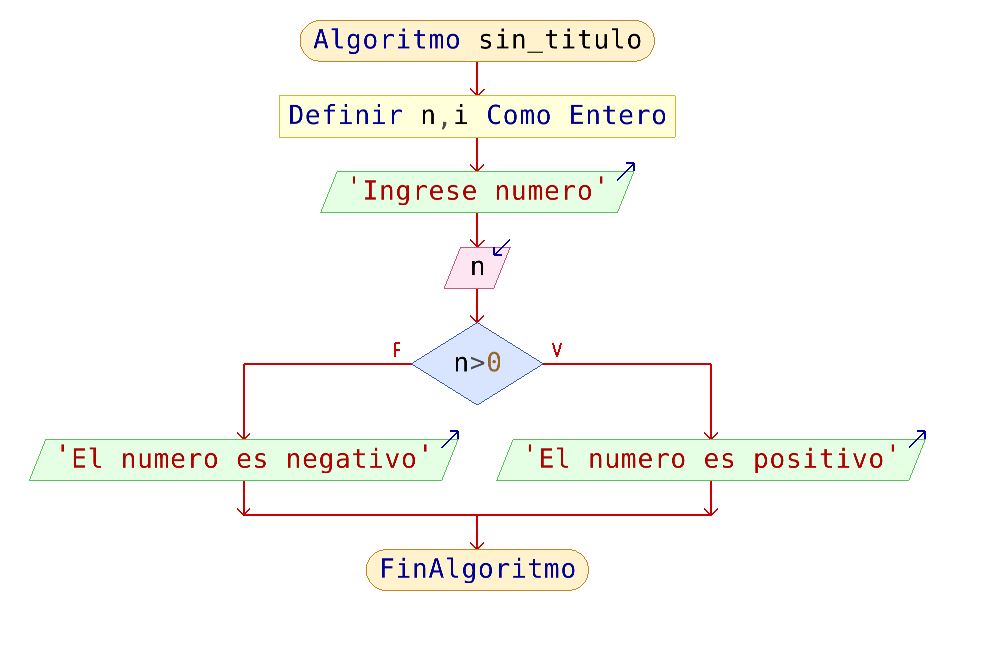 Algoritmo sin_titulo
Definir n,i Como Entero
'Ingrese numero'
n
F
n>0
V
'El numero es negativo'
'El numero es positivo'
FinAlgoritmo